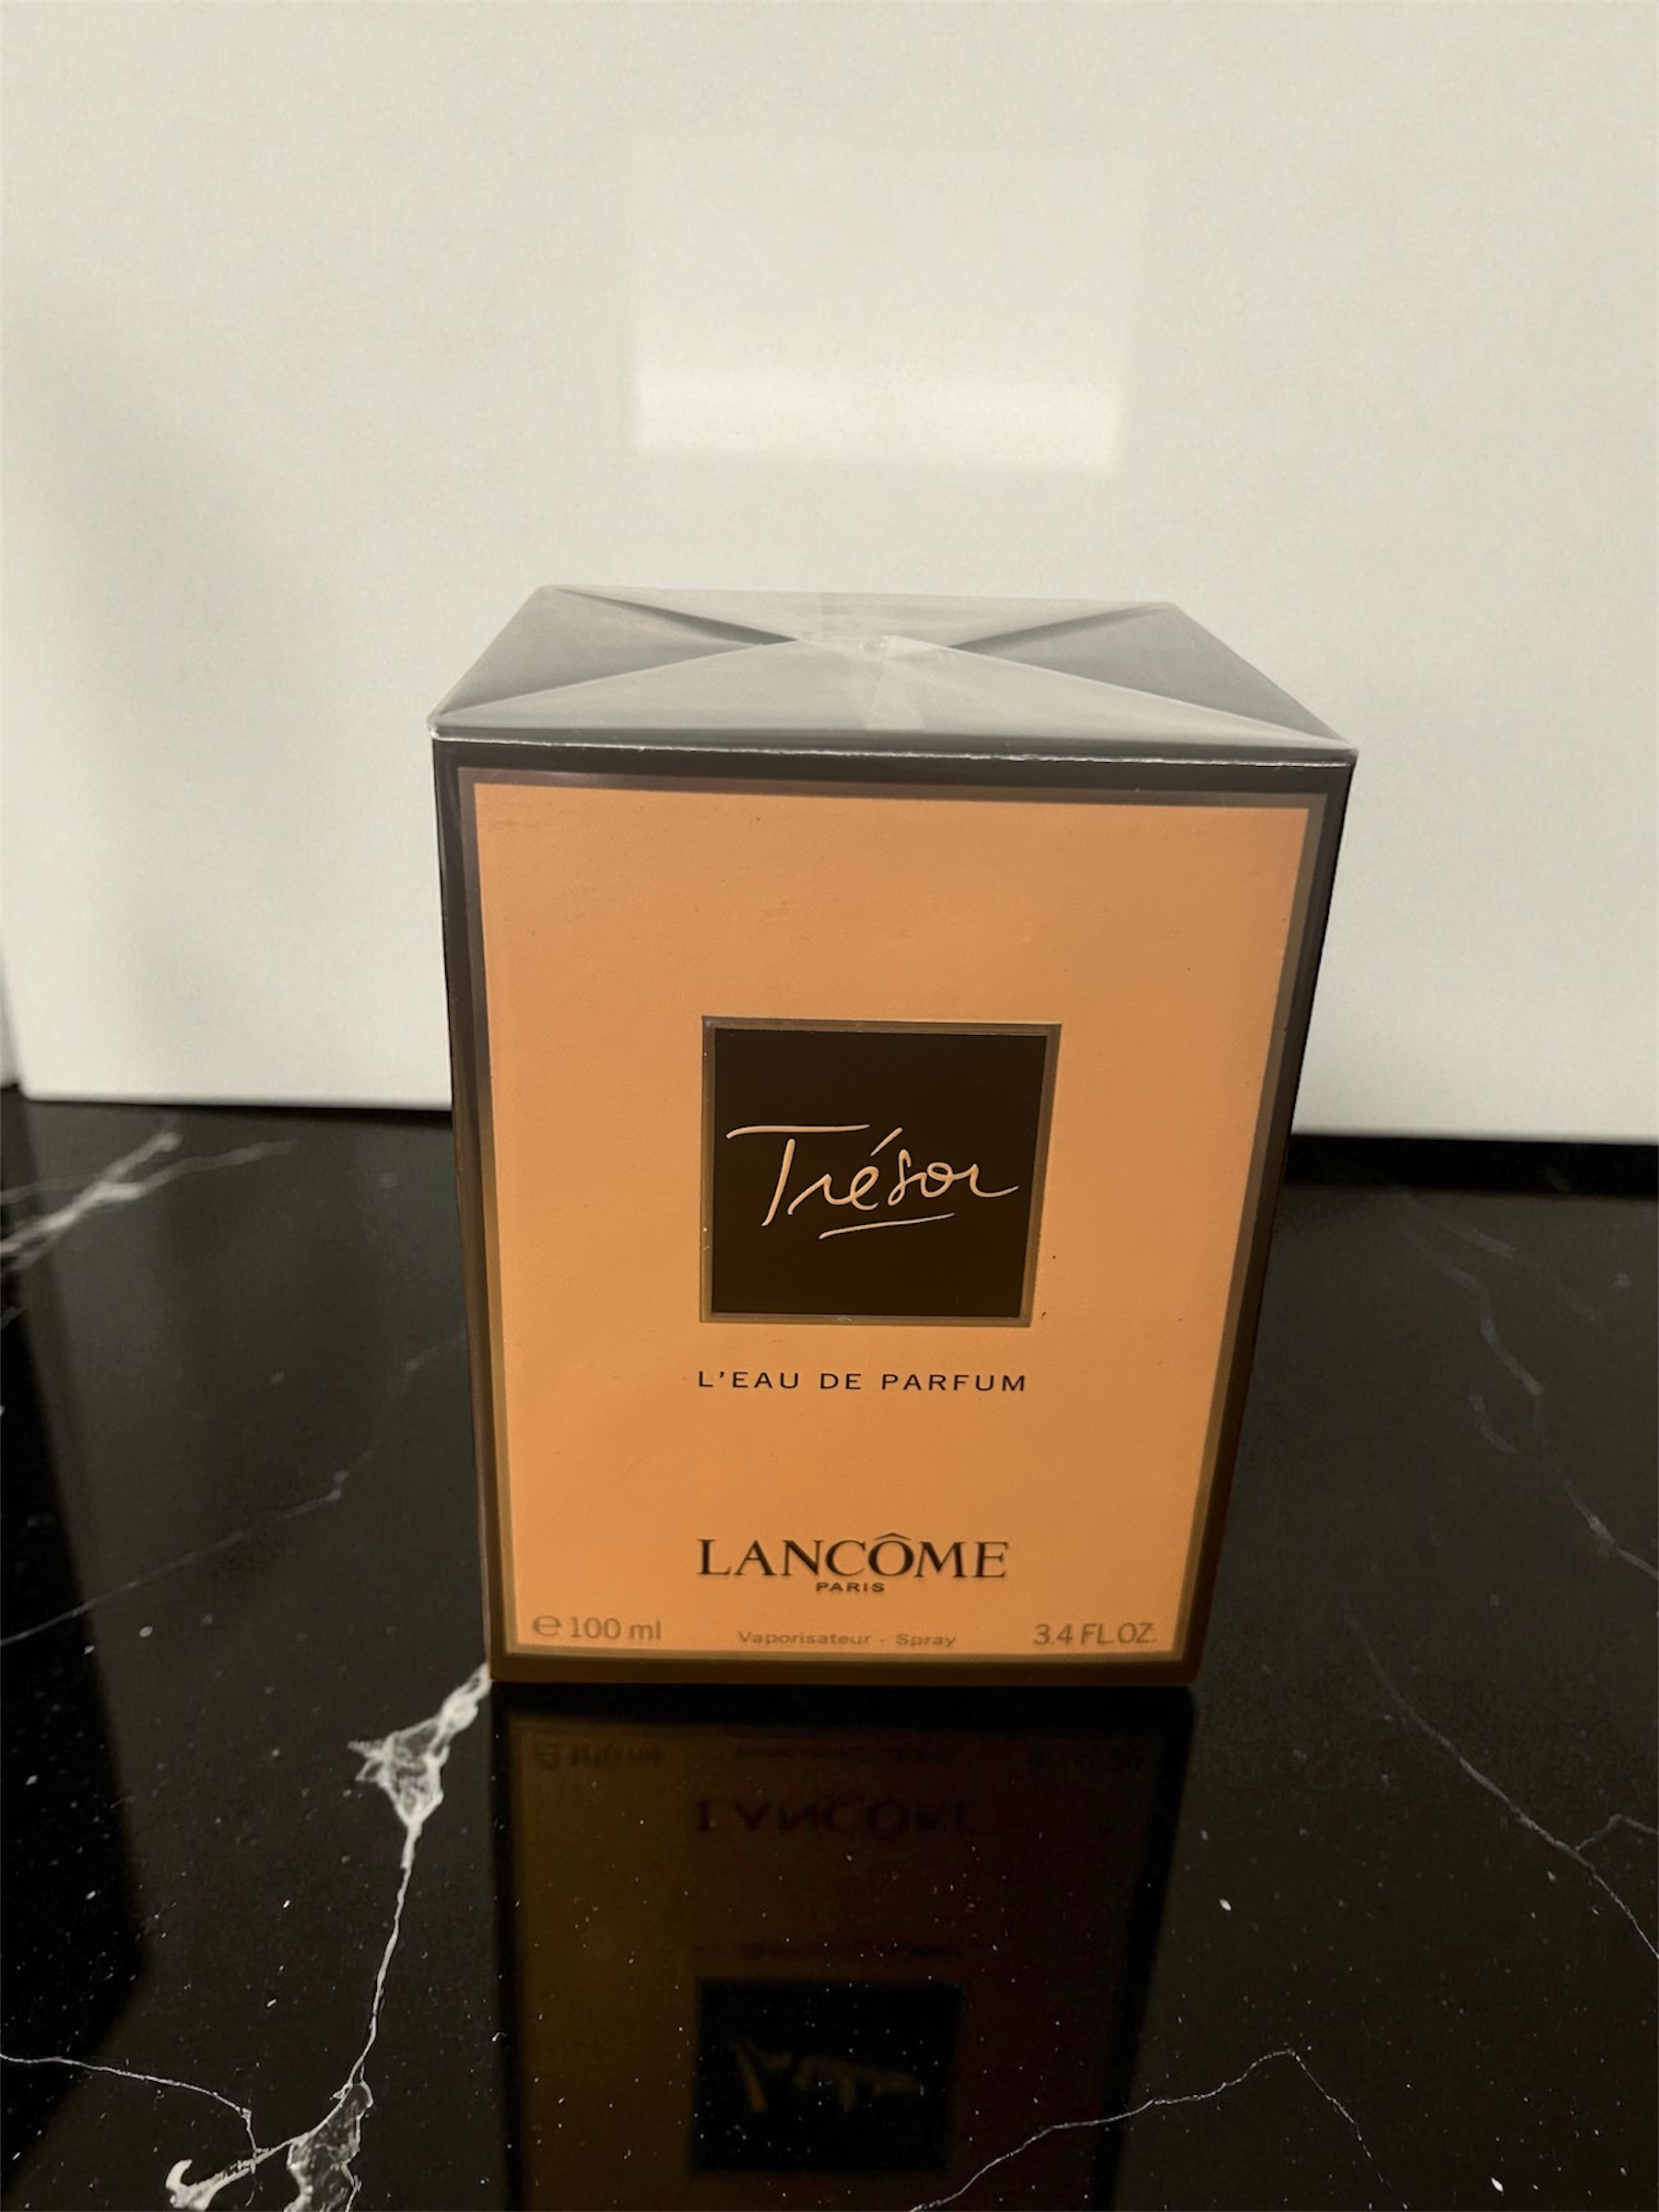 Trésor
L'EAU DE PARFUM
LANCÔME
PARIS
℮ 100 ml Vaporisateur - Spray 3.4 FL.OZ.